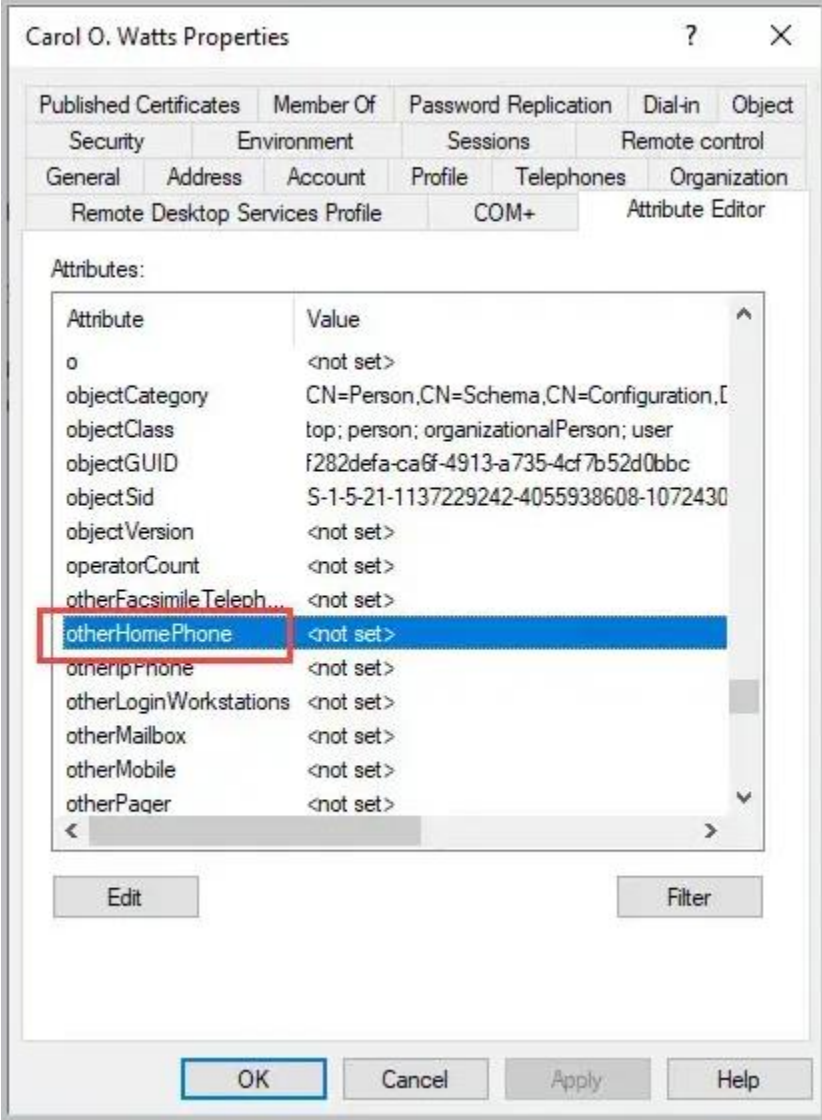 Carol O. Watts Properties ? ×
Published Certificates Member Of Password Replication Dial-in Object
Security Environment Sessions Remote control
General Address Account Profile Telephones Organization
Remote Desktop Services Profile COM+ Attribute Editor
Attributes:
Attribute Value
o <not set>
objectCategory CN=Person,CN=Schema,CN=Configuration,D
objectClass top; person; organizationalPerson; user
objectGUID f282defa-ca6f-4913-a735-4cf7b52d0bbc
objectSid S-1-5-21-1137229242-4055938608-1072430
objectVersion <not set>
operatorCount <not set>
otherFacsimileTeleph... <not set>
otherHomePhone <not set>
otherIpPhone <not set>
otherLoginWorkstations <not set>
otherMailbox <not set>
otherMobile <not set>
otherPager <not set>
Edit Filter
OK Cancel Apply Help